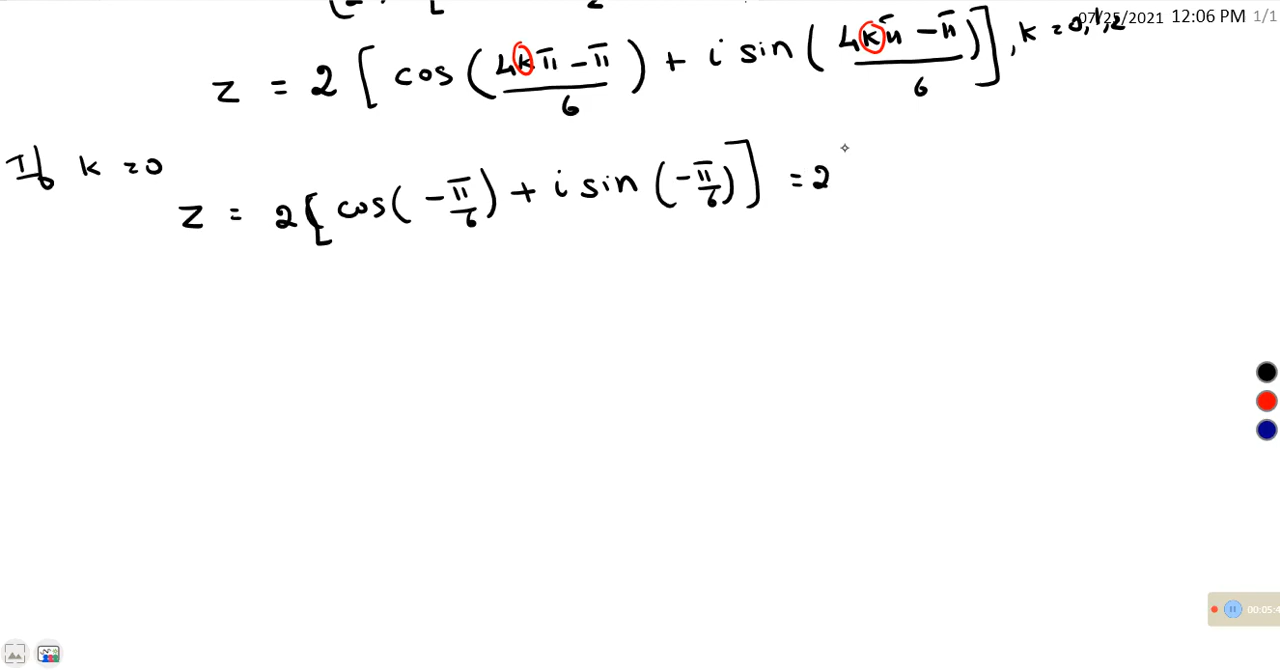 07/25/2021 12:06 PM 1/1
z = 2 [ cos ( 4kπ - π / 6 ) + i sin ( 4kπ - π / 6 ) ] , k = 0, 1, 2
If k = 0
z = 2 [ cos ( - π/6 ) + i sin ( - π/6 ) ] = 2